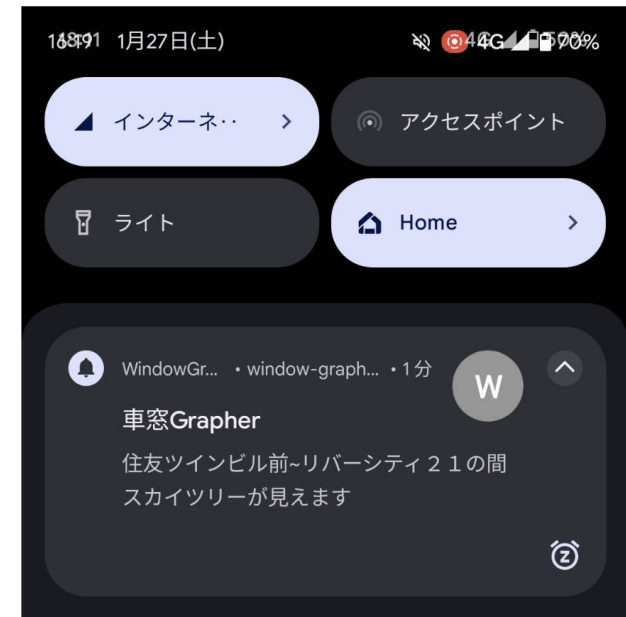 1月27日(土)
4G 70%
インターネ‥
アクセスポイント
ライト
Home
WindowGr... • window-graph... • 1分
W
車窓Grapher
住友ツインビル前~リバーシティ２１の間
スカイツリーが見えます